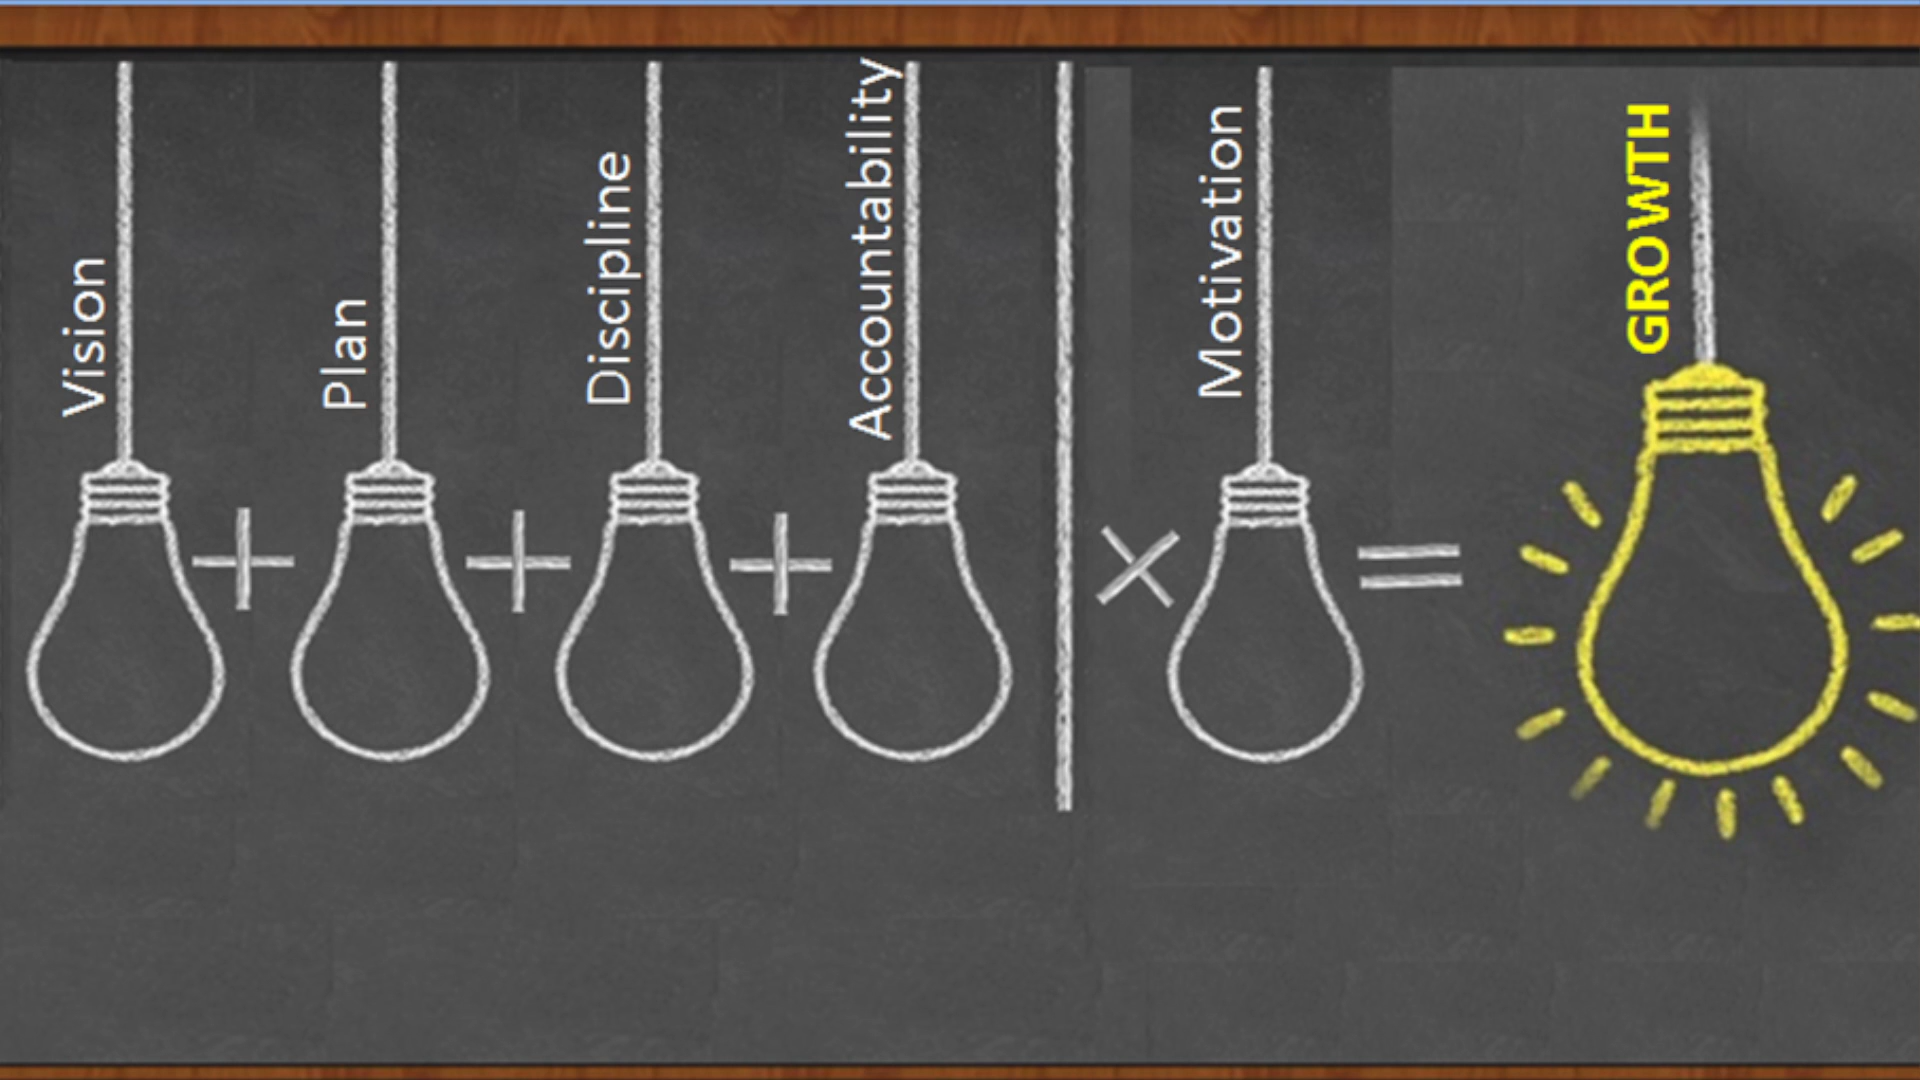 Vision
+
Plan
+
Discipline
+
Accountability
×
Motivation
=
GROWTH